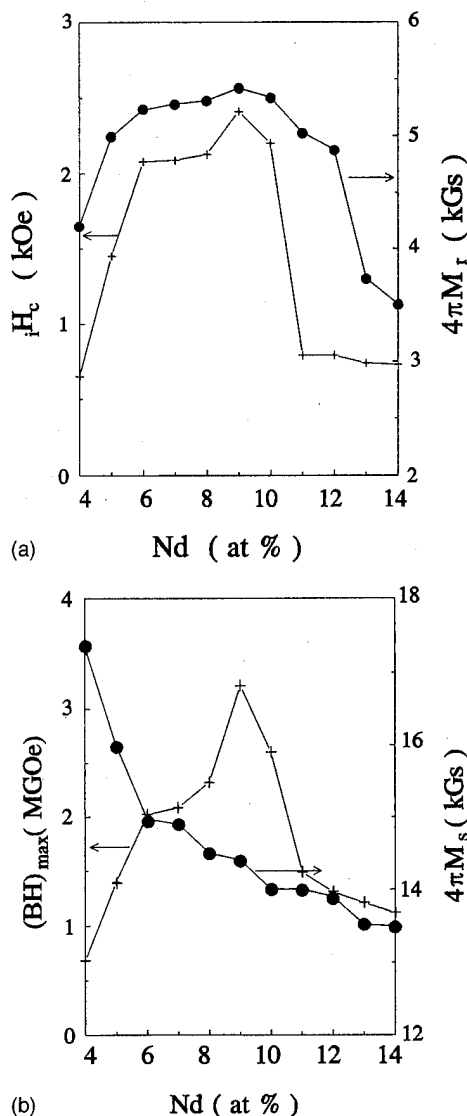 3
2
1
0
iHc ( kOe )
6
5
4
3
2
4πMr ( kGs )
4 6 8 10 12 14
(a) Nd ( at % )
4
3
2
1
0
(BH)max( MGOe)
18
16
14
12
4πMs ( kGs )
4 6 8 10 12 14
(b) Nd ( at % )